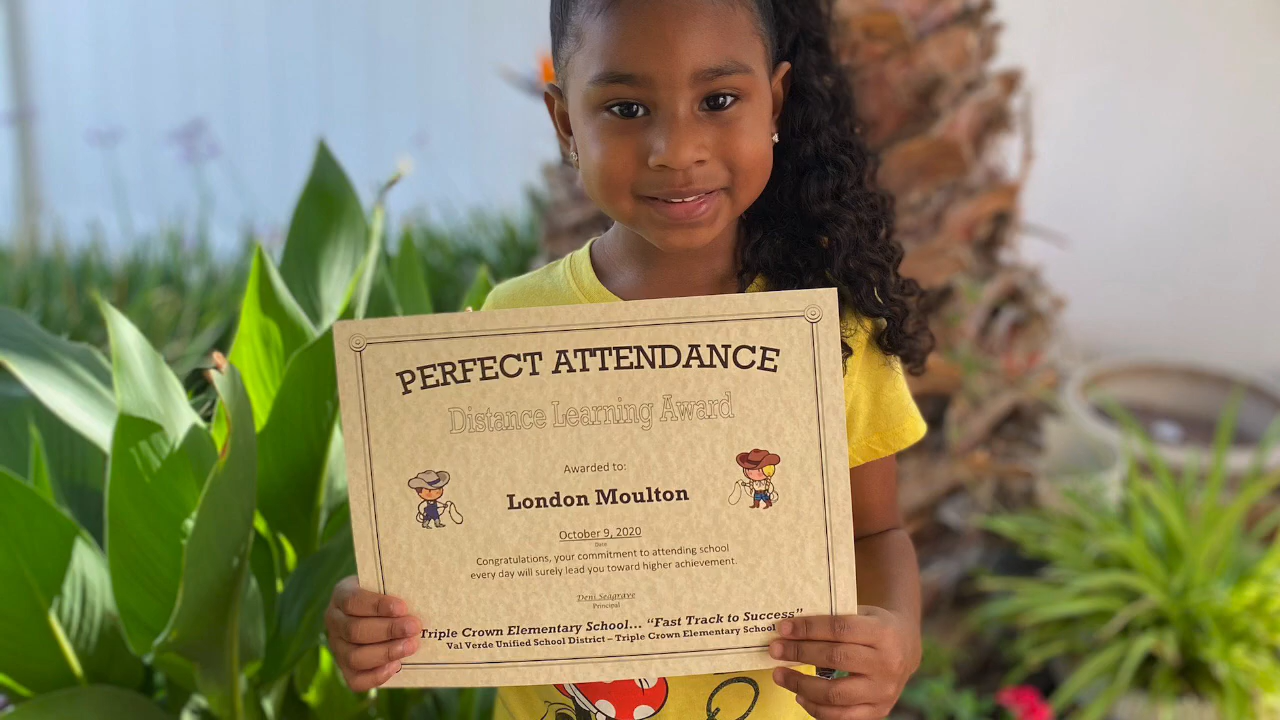 PERFECT ATTENDANCE
Distance Learning Award
Awarded to:
London Moulton
October 9, 2020
Date
Congratulations, your commitment to attending school
every day will surely lead you toward higher achievement.
Deni Seagrave
Principal
Triple Crown Elementary School... “Fast Track to Success”
Val Verde Unified School District – Triple Crown Elementary School